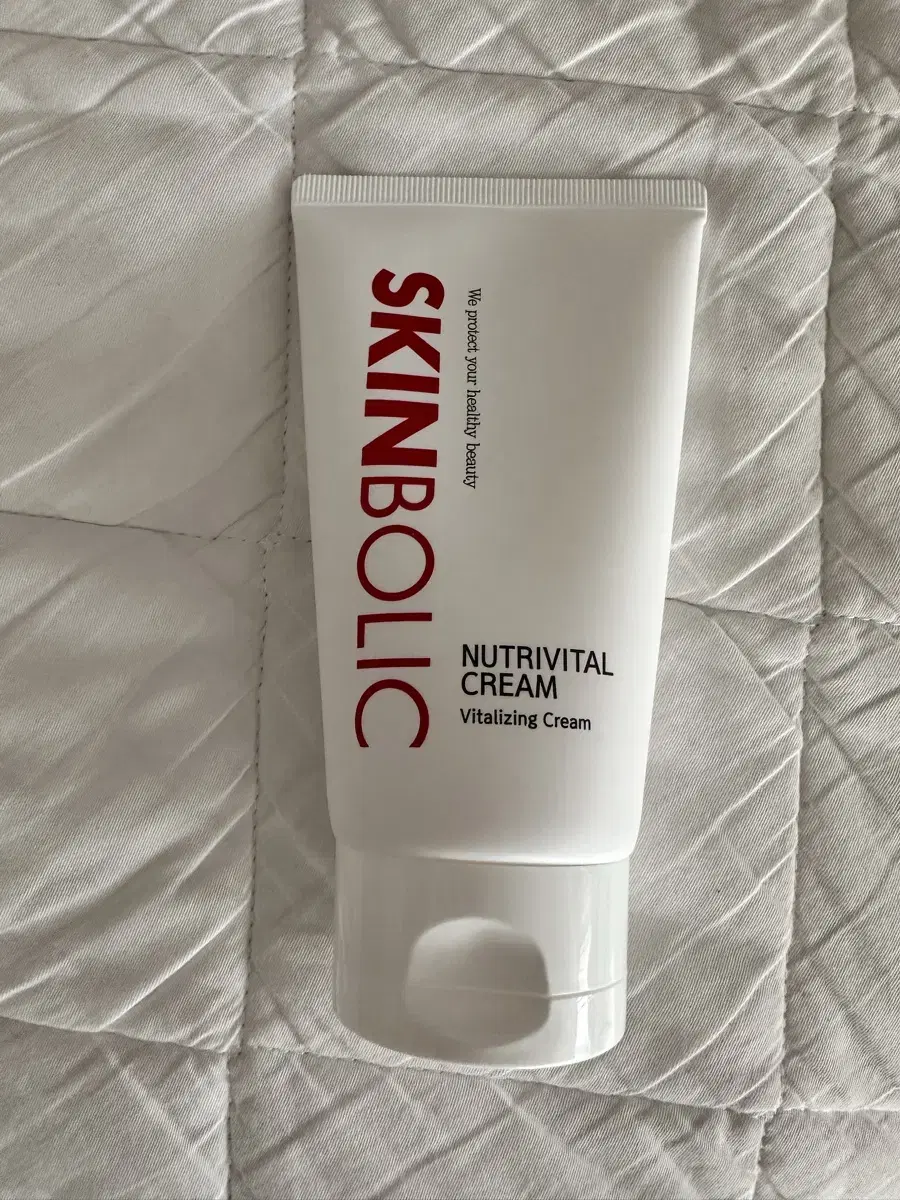 SKINBOLIC
We protect your healthy beauty
NUTRIVITAL
CREAM
Vitalizing Cream